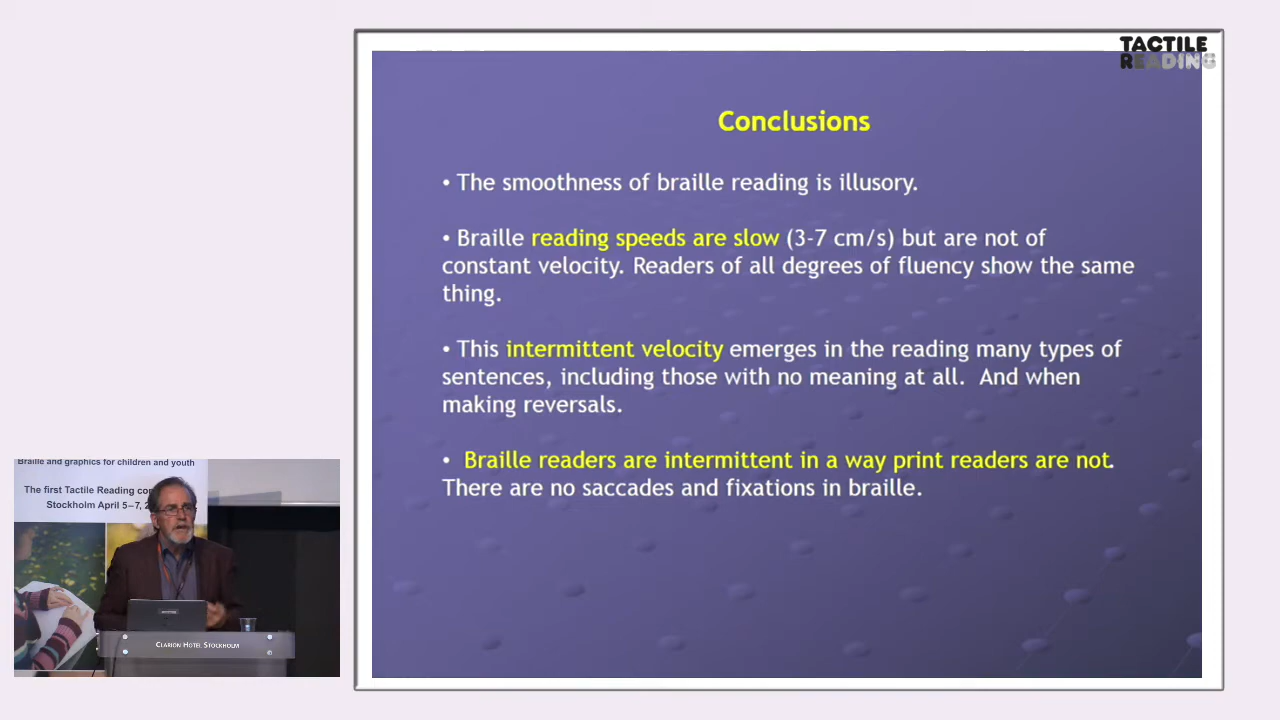 TACTILE
READING
Conclusions
• The smoothness of braille reading is illusory.
• Braille reading speeds are slow (3-7 cm/s) but are not of
constant velocity. Readers of all degrees of fluency show the same
thing.
• This intermittent velocity emerges in the reading many types of
sentences, including those with no meaning at all. And when
making reversals.
• Braille readers are intermittent in a way print readers are not.
There are no saccades and fixations in braille.
Braille and graphics for children and youth
The first Tactile Reading
Stockholm April 5–7,
CLARION HOTEL STOCKHOLM